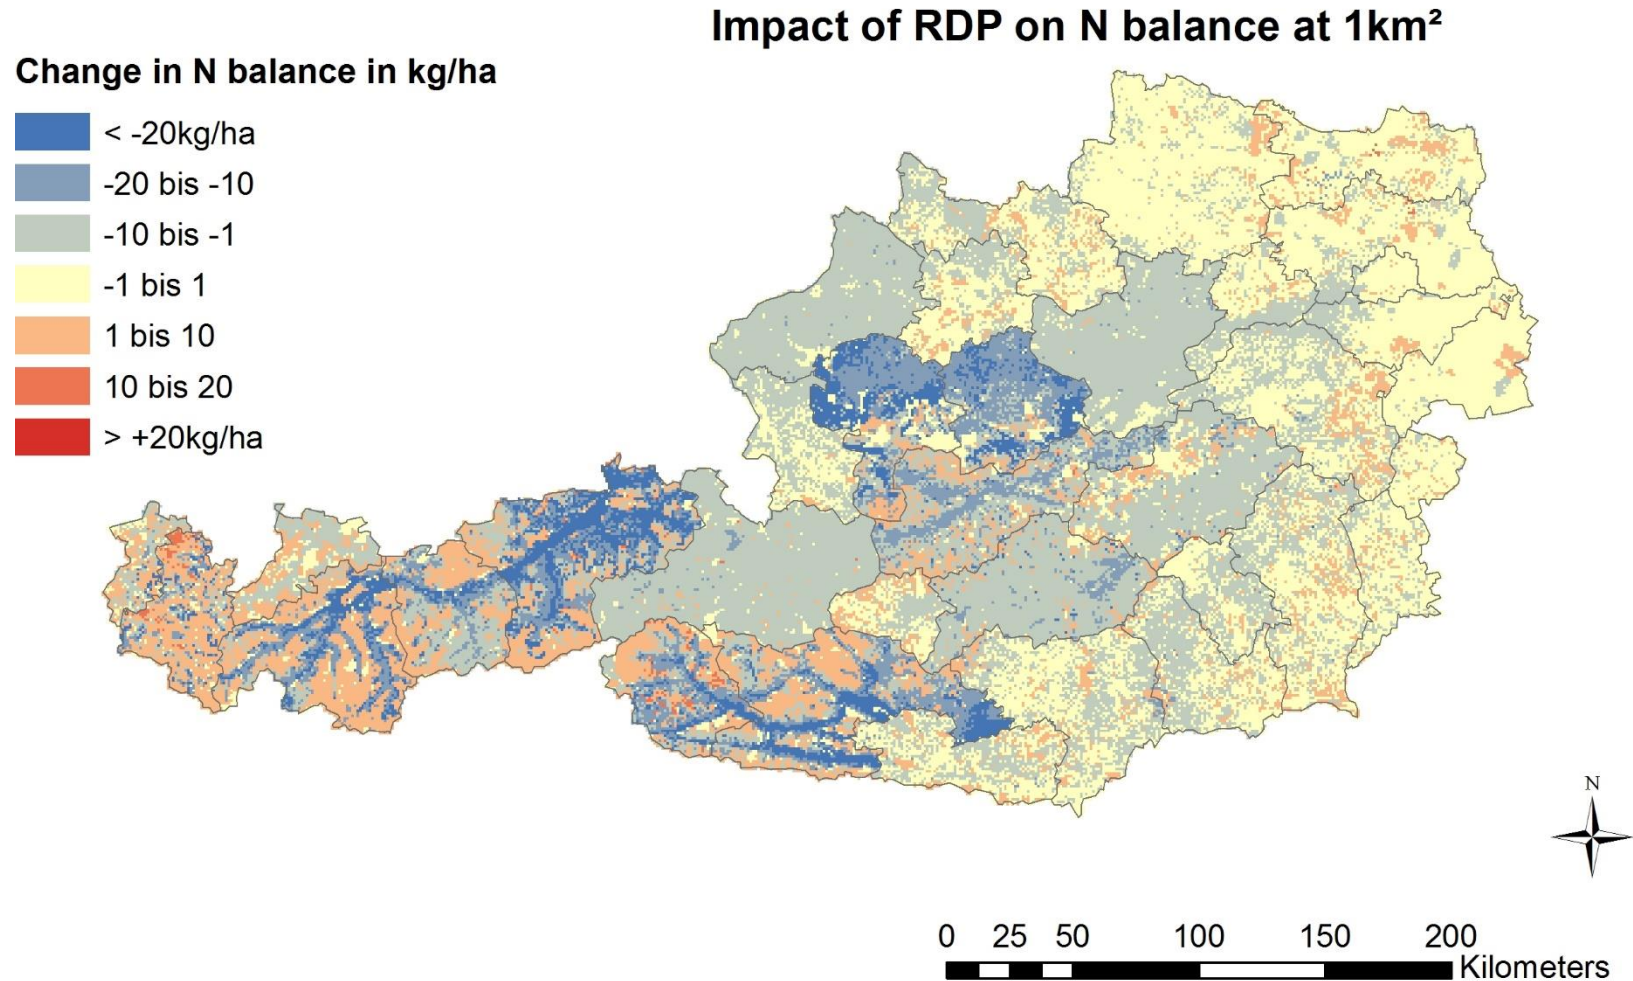 Impact of RDP on N balance at 1km²
Change in N balance in kg/ha
< -20kg/ha
-20 bis -10
-10 bis -1
-1 bis 1
1 bis 10
10 bis 20
> +20kg/ha
N
0 25 50 100 150 200
Kilometers